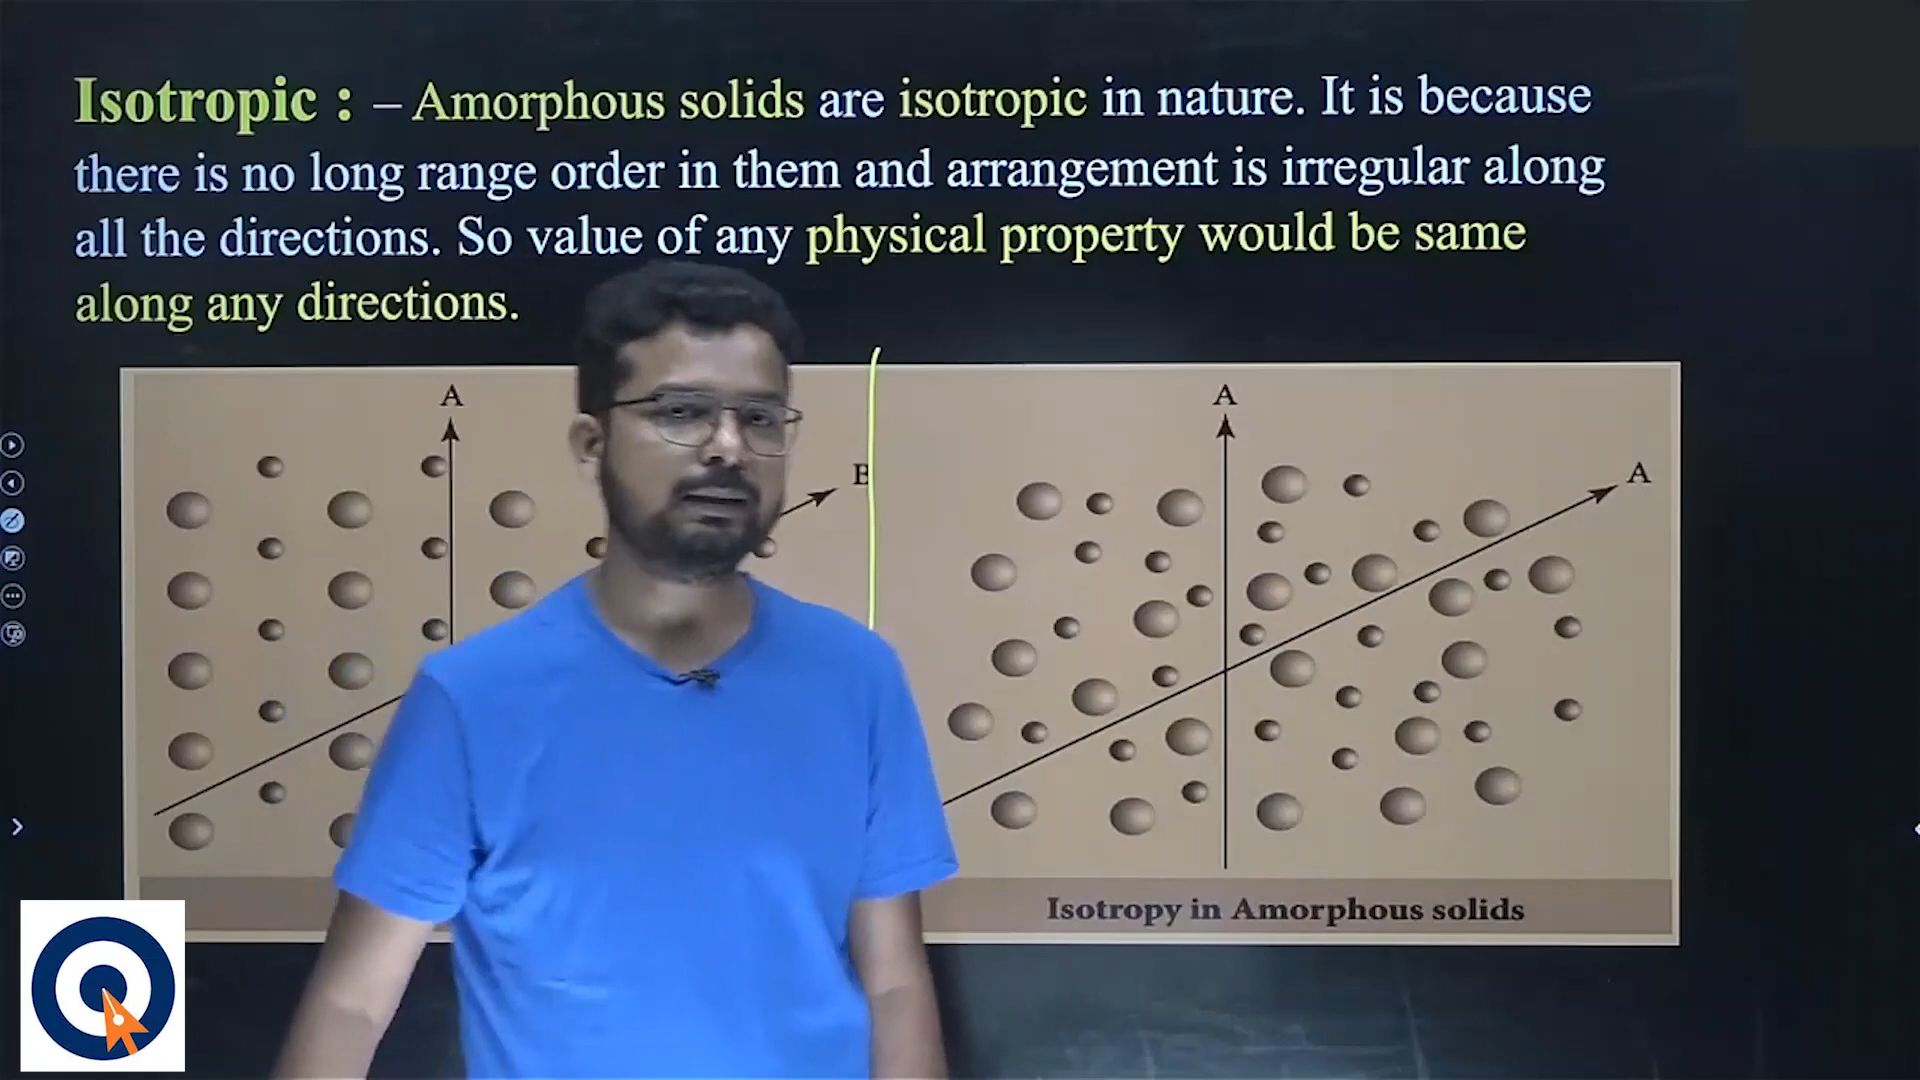 Isotropic : – Amorphous solids are isotropic in nature. It is because
there is no long range order in them and arrangement is irregular along
all the directions. So value of any physical property would be same
along any directions.
A
B
A
A
Isotropy in Amorphous solids